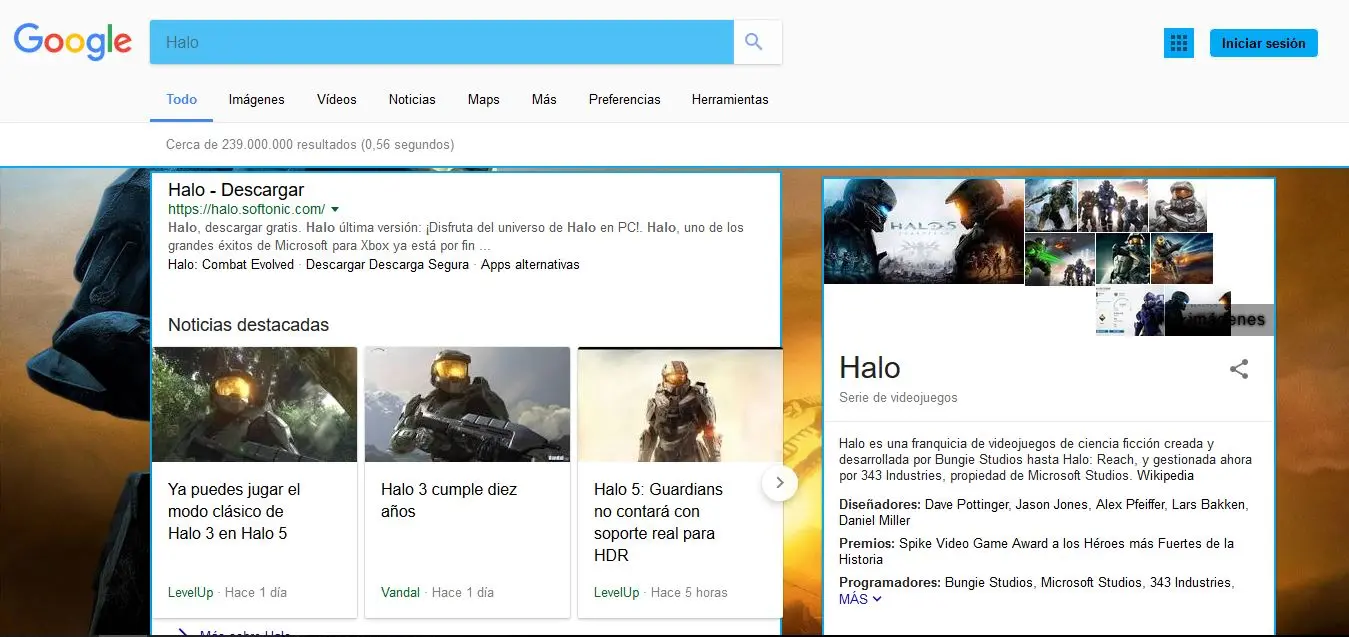 Google
Halo
Iniciar sesión
Todo
Imágenes
Vídeos
Noticias
Maps
Más
Preferencias
Herramientas
Cerca de 239.000.000 resultados (0,56 segundos)
Halo - Descargar
https://halo.softonic.com/
Halo, descargar gratis. Halo última versión: ¡Disfruta del universo de Halo en PC!. Halo, uno de los
grandes éxitos de Microsoft para Xbox ya está por fin ...
Halo: Combat Evolved · Descargar Descarga Segura · Apps alternativas
Noticias destacadas
Vandal
Ya puedes jugar el
modo clásico de
Halo 3 en Halo 5
LevelUp · Hace 1 día
Halo 3 cumple diez
años
Vandal · Hace 1 día
Halo 5: Guardians
no contará con
soporte real para
HDR
LevelUp · Hace 5 horas
Más sobre Halo
HALO 5
imágenes
Halo
Serie de videojuegos
Halo es una franquicia de videojuegos de ciencia ficción creada y
desarrollada por Bungie Studios hasta Halo: Reach, y gestionada ahora
por 343 Industries, propiedad de Microsoft Studios. Wikipedia
Diseñadores: Dave Pottinger, Jason Jones, Alex Pfeiffer, Lars Bakken,
Daniel Miller
Premios: Spike Video Game Award a los Héroes más Fuertes de la
Historia
Programadores: Bungie Studios, Microsoft Studios, 343 Industries,
MÁS